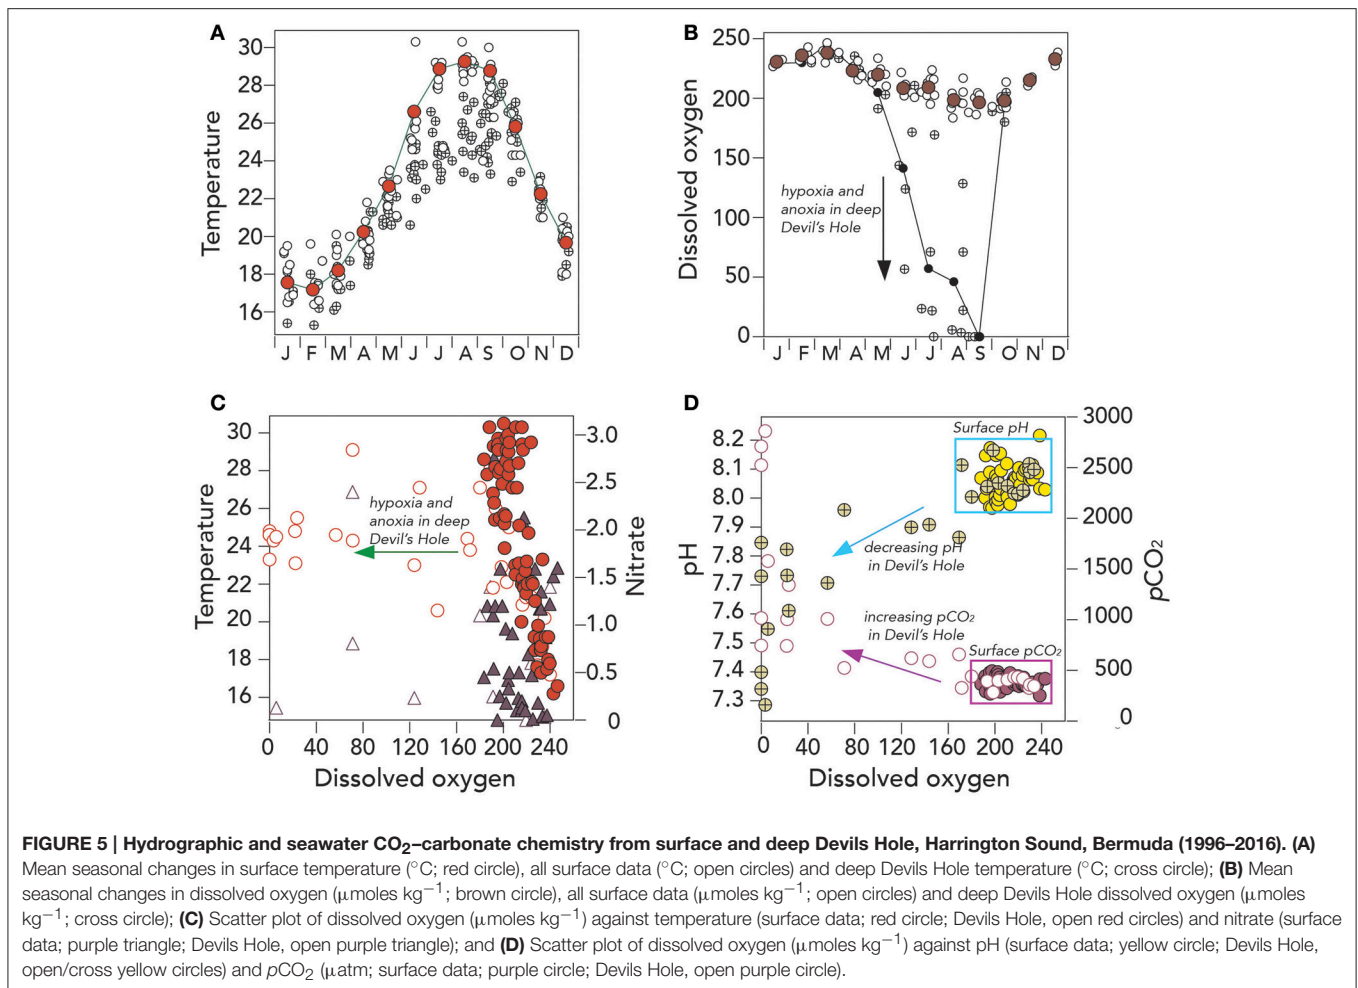 A
Temperature
30
28
26
24
22
20
18
16
J F M A M J J A S O N D
B
Dissolved oxygen
250
200
150
100
50
0
hypoxia and
anoxia in deep
Devil's Hole
J F M A M J J A S O N D
C
Temperature
30
28
26
24
22
20
18
16
hypoxia and
anoxia in deep
Devil's Hole
3.0
2.5
2.0
1.5
1.0
0.5
0
Nitrate
0 40 80 120 160 200 240
Dissolved oxygen
D
pH
8.2
8.1
8.0
7.9
7.8
7.7
7.6
7.5
7.4
7.3
Surface pH
decreasing pH
in Devil's Hole
increasing pCO2
in Devil's Hole
Surface pCO2
3000
2500
2000
1500
1000
500
0
pCO2
0 40 80 120 160 200 240
Dissolved oxygen
FIGURE 5 | Hydrographic and seawater CO2–carbonate chemistry from surface and deep Devils Hole, Harrington Sound, Bermuda (1996–2016). (A)
Mean seasonal changes in surface temperature (°C; red circle), all surface data (°C; open circles) and deep Devils Hole temperature (°C; cross circle); (B) Mean
seasonal changes in dissolved oxygen (μmoles kg−1; brown circle), all surface data (μmoles kg−1; open circles) and deep Devils Hole dissolved oxygen (μmoles
kg−1; cross circle); (C) Scatter plot of dissolved oxygen (μmoles kg−1) against temperature (surface data; red circle; Devils Hole, open red circles) and nitrate (surface
data; purple triangle; Devils Hole, open purple triangle); and (D) Scatter plot of dissolved oxygen (μmoles kg−1) against pH (surface data; yellow circle; Devils Hole,
open/cross yellow circles) and pCO2 (μatm; surface data; purple circle; Devils Hole, open purple circle).